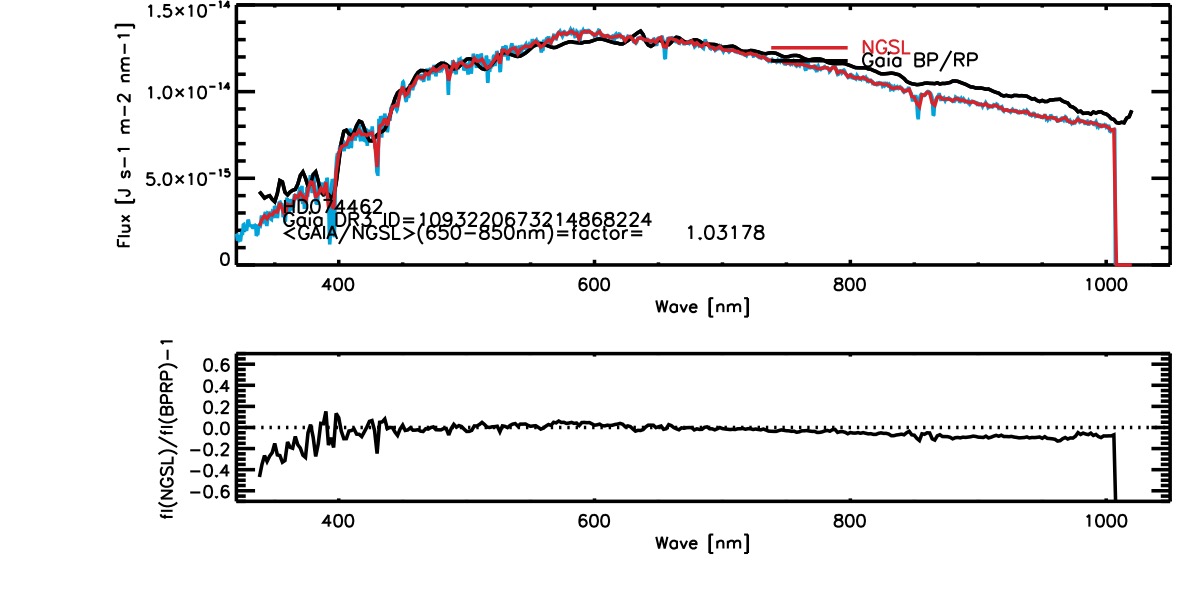 1.5×10−14
NGSL
Gaia BP/RP
1.0×10−14
5.0×10−15
0
Flux [J s−1 m−2 nm−1]
HD074462
Gaia DR3 ID=1093220673214868224
<GAIA/NGSL>(650−850nm)=factor= 1.03178
400 600 800 1000
Wave [nm]
fl(NGSL)/fl(BPRP)−1
0.6
0.4
0.2
0.0
−0.2
−0.4
−0.6
400 600 800 1000
Wave [nm]